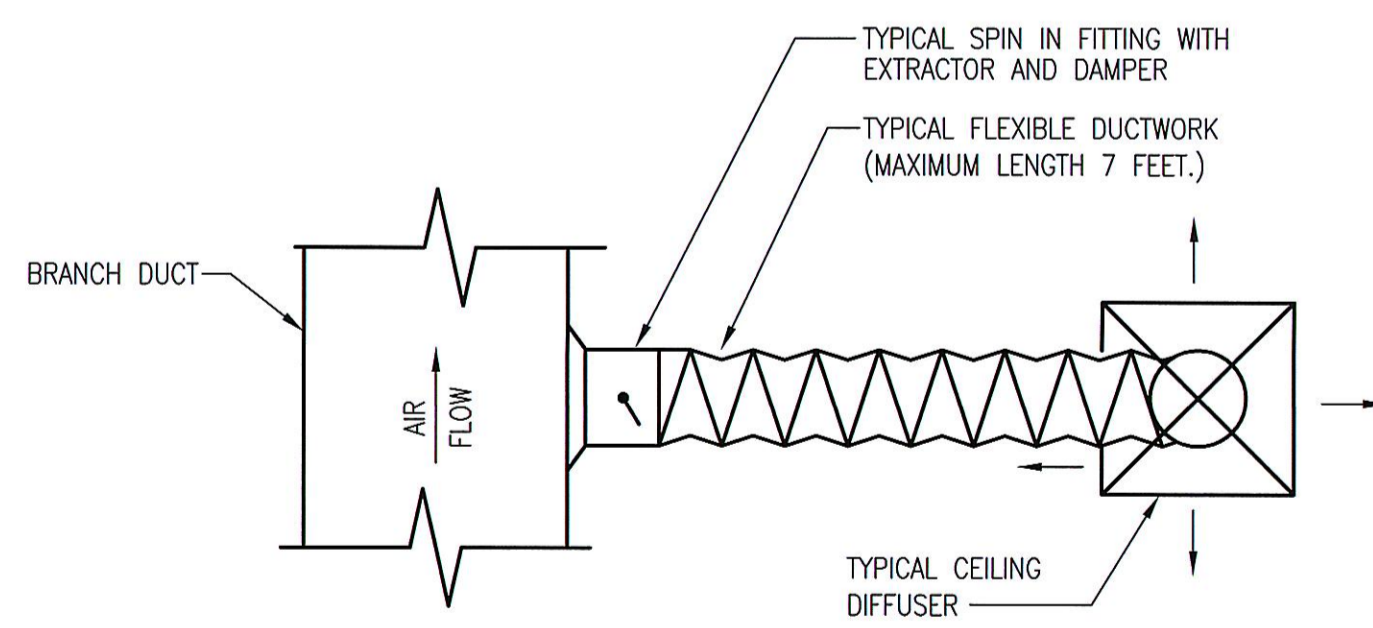 TYPICAL SPIN IN FITTING WITH
EXTRACTOR AND DAMPER
TYPICAL FLEXIBLE DUCTWORK
(MAXIMUM LENGTH 7 FEET.)
BRANCH DUCT
AIR
FLOW
TYPICAL CEILING
DIFFUSER